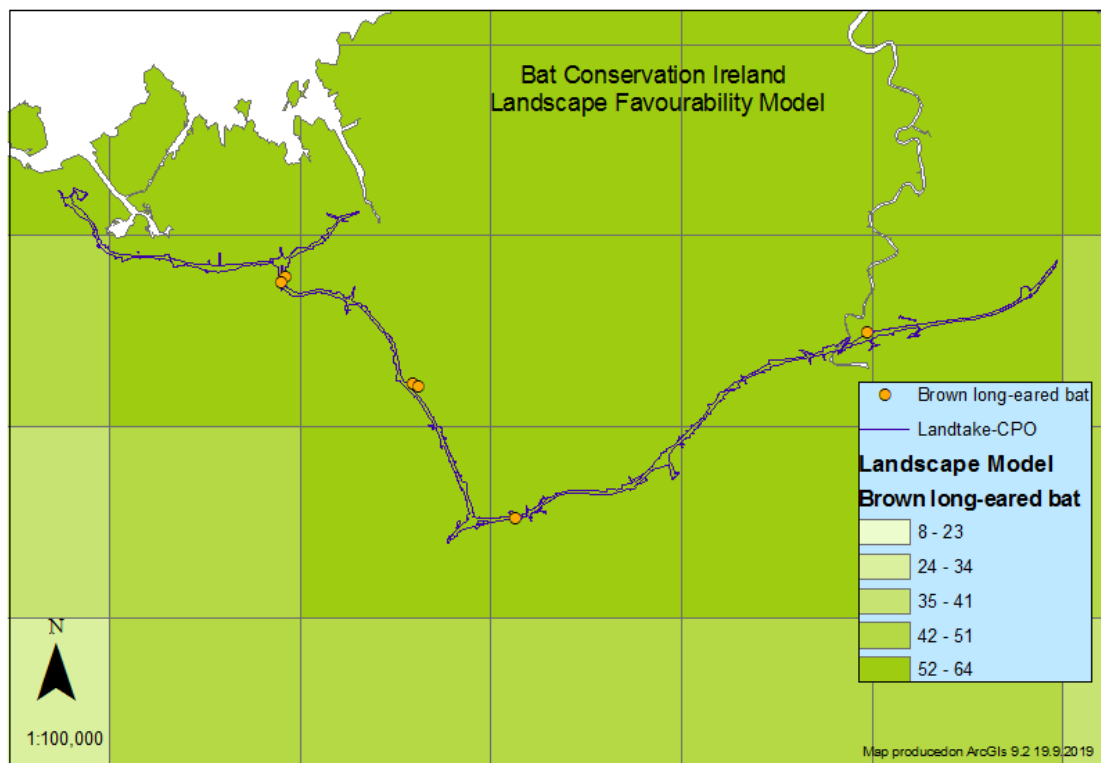 Bat Conservation Ireland
Landscape Favourability Model
Brown long-eared bat
Landtake-CPO
Landscape Model
Brown long-eared bat
8 - 23
24 - 34
35 - 41
42 - 51
52 - 64
N
1:100,000
Map producedon ArcGIs 9.2 19.9.2019